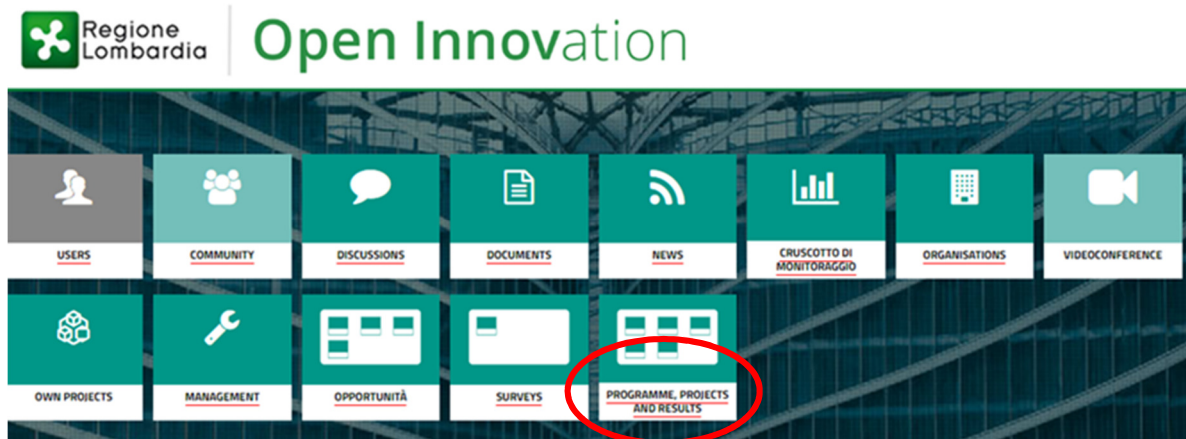 Regione
Lombardia
Open Innovation
USERS
COMMUNITY
DISCUSSIONS
DOCUMENTS
NEWS
CRUSCOTTO DI
MONITORAGGIO
ORGANISATIONS
VIDEOCONFERENCE
OWN PROJECTS
MANAGEMENT
OPPORTUNITÀ
SURVEYS
PROGRAMME, PROJECTS
AND RESULTS